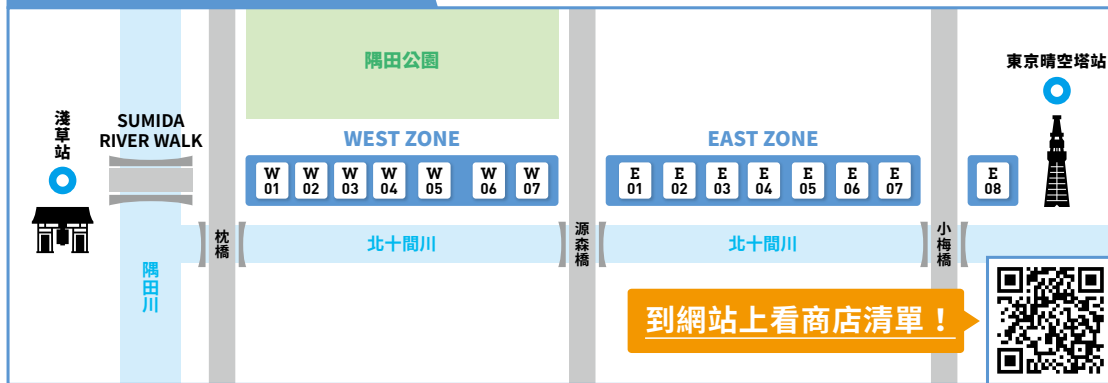 隅田公園
東京晴空塔站
淺草站
SUMIDA
RIVER WALK
WEST ZONE
EAST ZONE
W 01
W 02
W 03
W 04
W 05
W 06
W 07
E 01
E 02
E 03
E 04
E 05
E 06
E 07
E 08
枕橋
北十間川
源森橋
北十間川
小梅橋
隅田川
到網站上看商店清單！